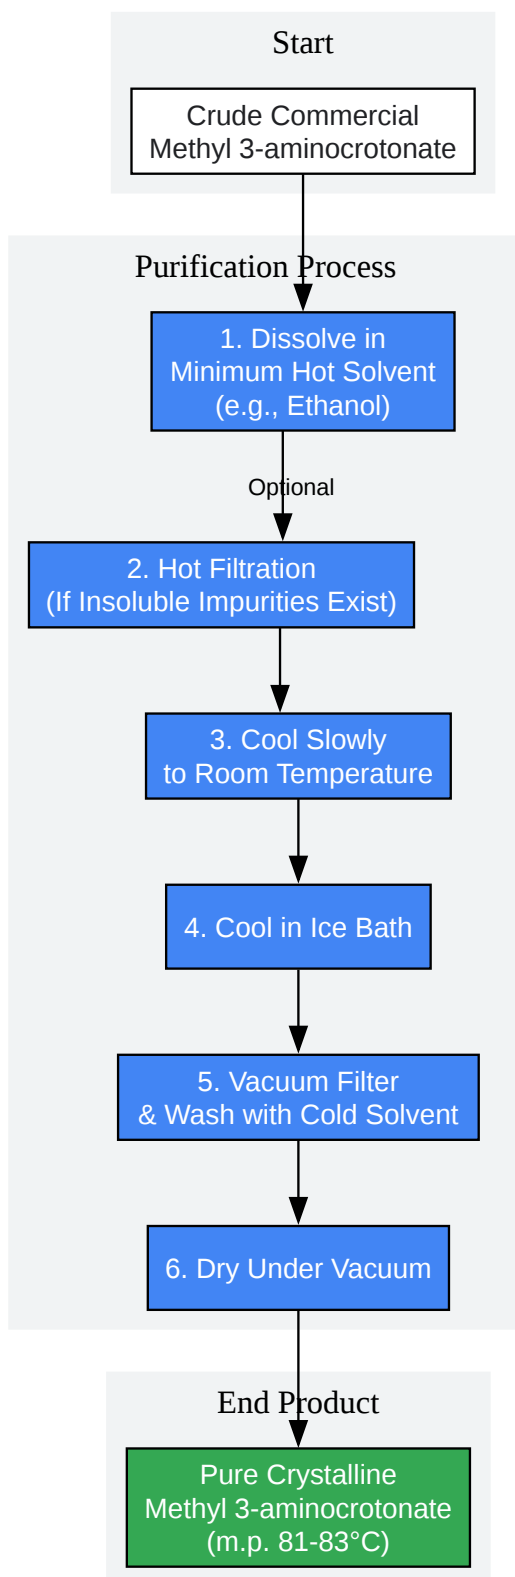 Start
Crude Commercial
Methyl 3-aminocrotonate
Purification Process
1. Dissolve in
Minimum Hot Solvent
(e.g., Ethanol)
Optional
2. Hot Filtration
(If Insoluble Impurities Exist)
3. Cool Slowly
to Room Temperature
4. Cool in Ice Bath
5. Vacuum Filter
& Wash with Cold Solvent
6. Dry Under Vacuum
End Product
Pure Crystalline
Methyl 3-aminocrotonate
(m.p. 81-83°C)